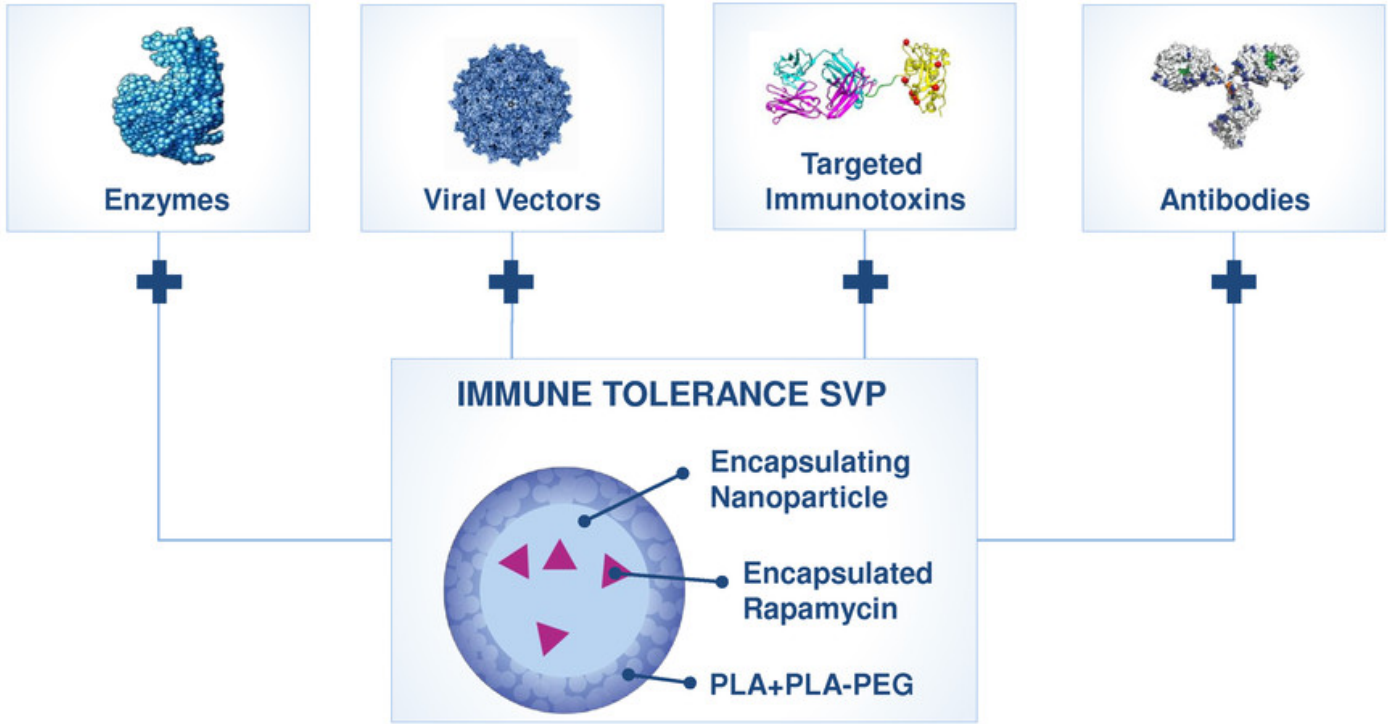 Enzymes
Viral Vectors
Targeted
Immunotoxins
Antibodies
IMMUNE TOLERANCE SVP
Encapsulating
Nanoparticle
Encapsulated
Rapamycin
PLA+PLA-PEG